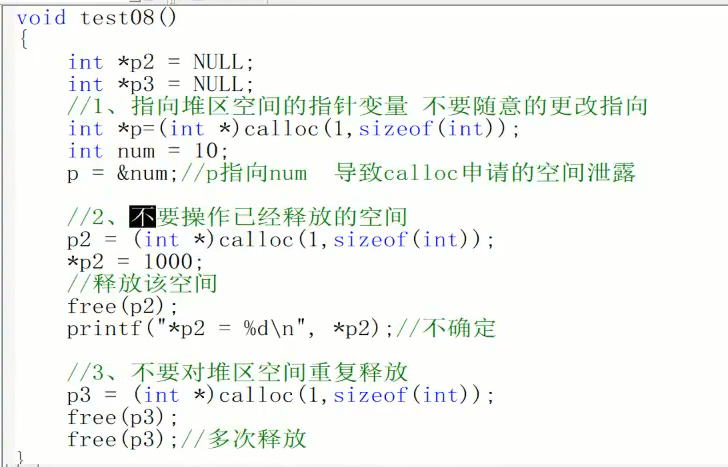 void test08()
{
    int *p2 = NULL;
    int *p3 = NULL;
    //1、指向堆区空间的指针变量 不要随意的更改指向
    int *p=(int *)calloc(1,sizeof(int));
    int num = 10;
    p = &num;//p指向num  导致calloc申请的空间泄露
    //2、不要操作已经释放的空间
    p2 = (int *)calloc(1,sizeof(int));
    *p2 = 1000;
    //释放该空间
    free(p2);
    printf("*p2 = %d\n", *p2);//不确定
    //3、不要对堆区空间重复释放
    p3 = (int *)calloc(1,sizeof(int));
    free(p3);
    free(p3);//多次释放
}